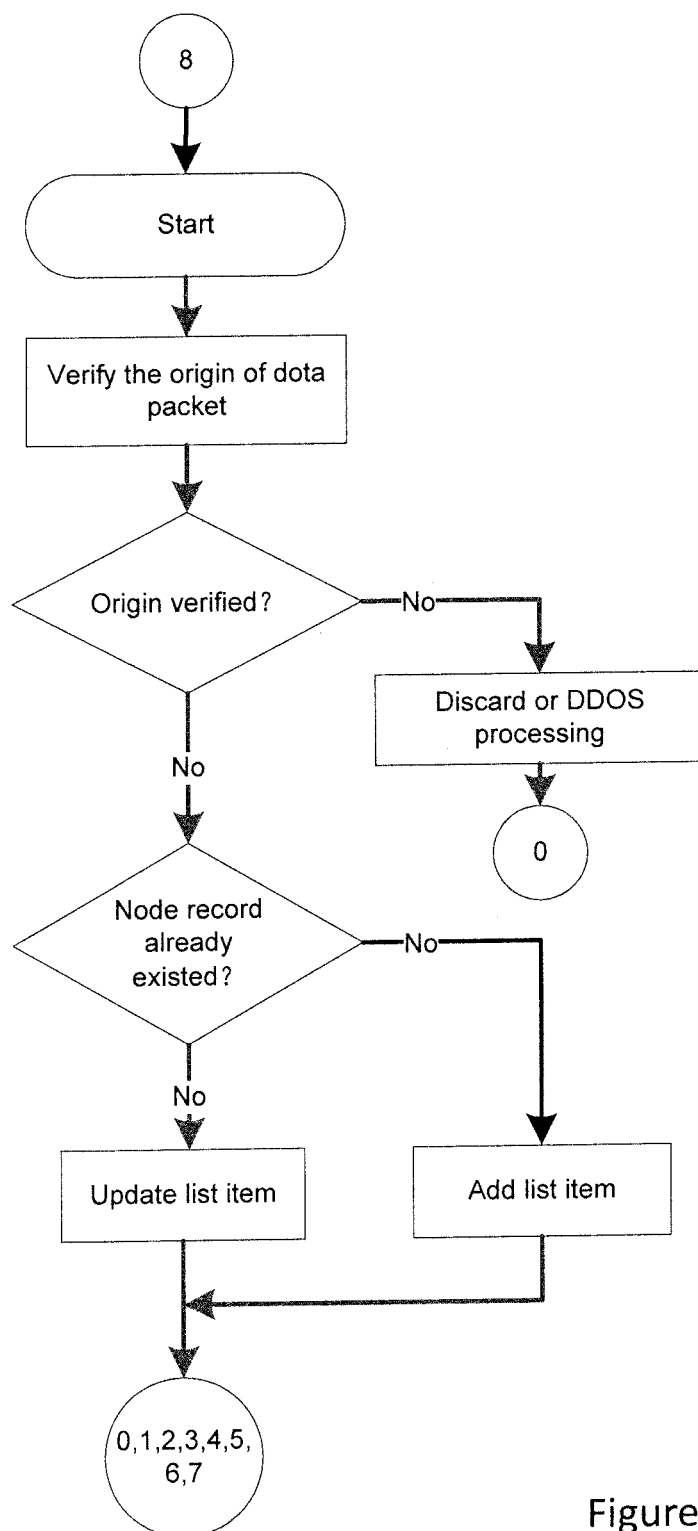 8
Start
Verify the origin of dota
packet
Origin verified?
No
Discard or DDOS
processing
No
0
Node record
already
existed?
No
No
Update list item
Add list item
0,1,2,3,4,5,
6,7
Figure